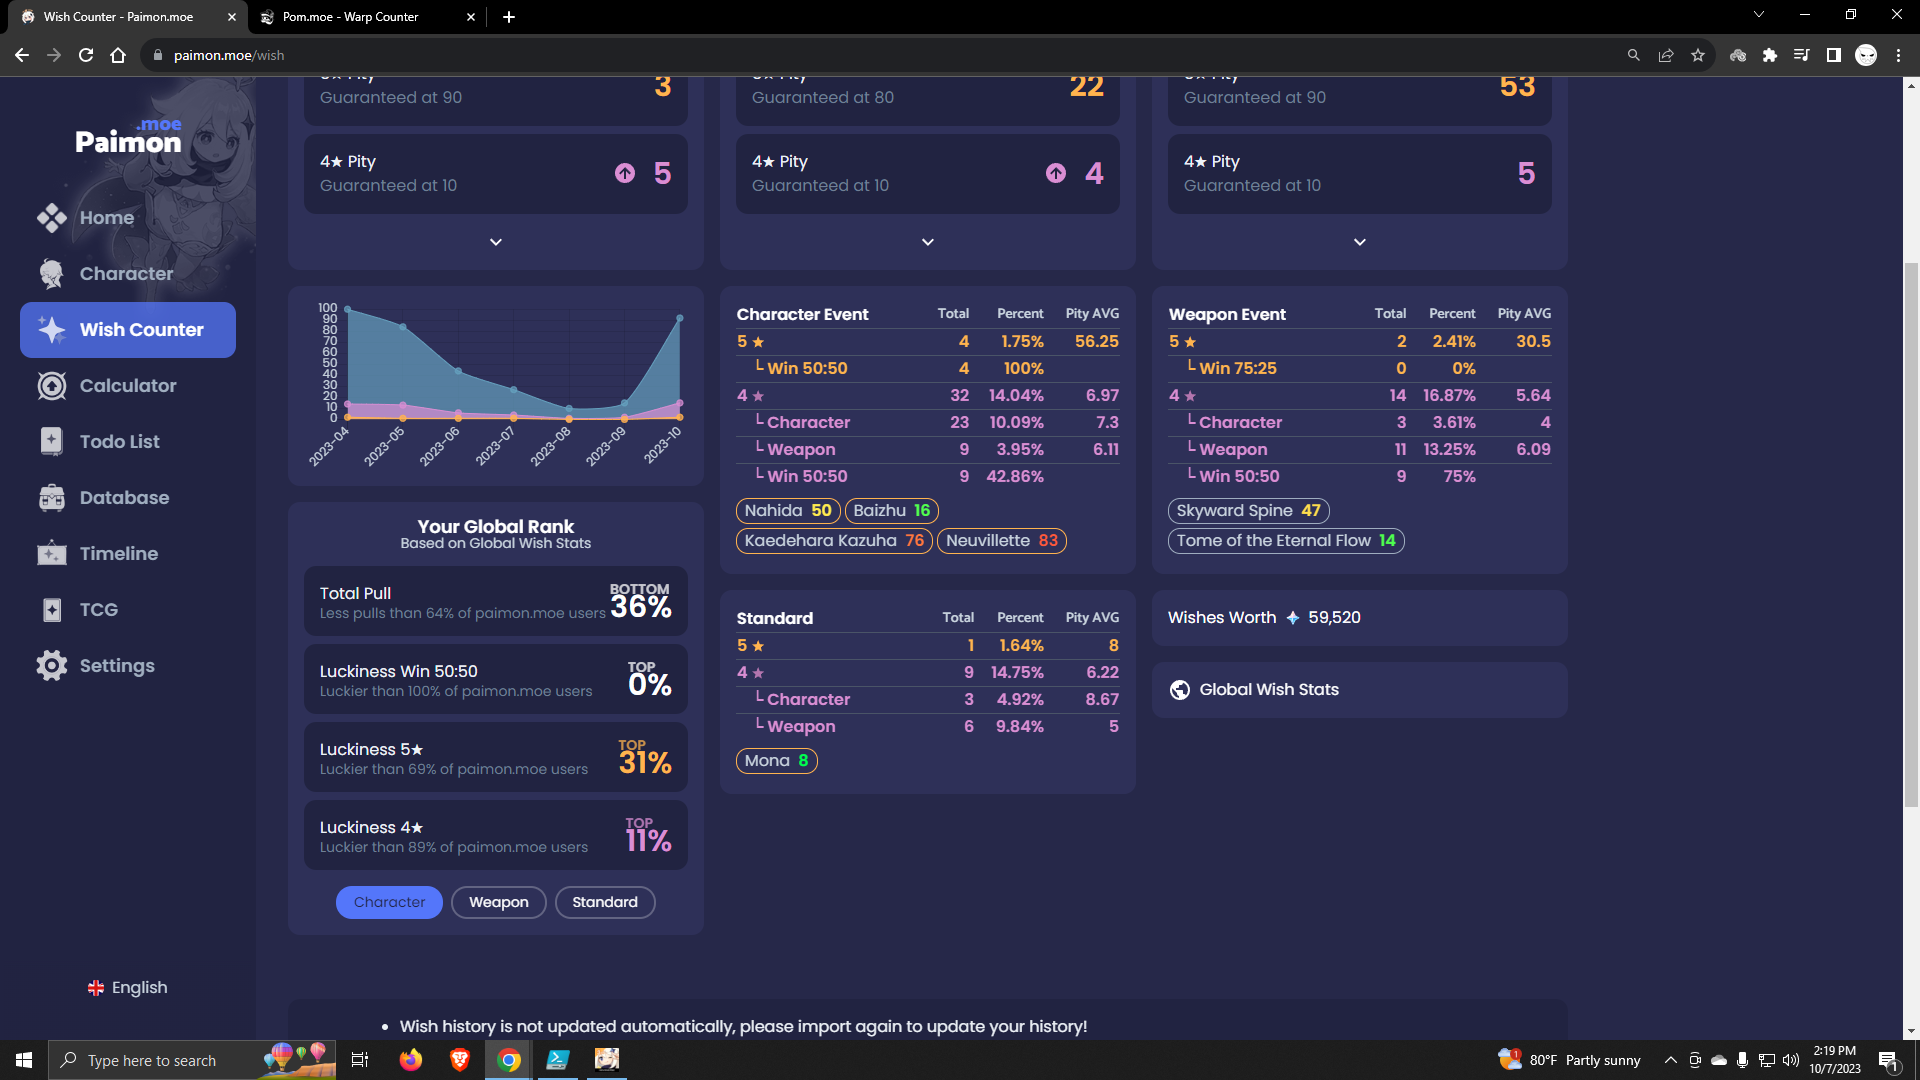 Wish Counter - Paimon.moe
Pom.moe - Warp Counter
paimon.moe/wish
Paimon.moe
Home
Character
Wish Counter
Calculator
Todo List
Database
Timeline
TCG
Settings
English
Guaranteed at 90
3
4★ Pity
Guaranteed at 10
5
Guaranteed at 80
22
4★ Pity
Guaranteed at 10
4
Guaranteed at 90
53
4★ Pity
Guaranteed at 10
5
100
90
80
70
60
50
40
30
20
10
0
2023-04
2023-05
2023-06
2023-07
2023-08
2023-09
2023-10
Your Global Rank
Based on Global Wish Stats
Total Pull
Less pulls than 64% of paimon.moe users
BOTTOM
36%
Luckiness Win 50:50
Luckier than 100% of paimon.moe users
TOP
0%
Luckiness 5★
Luckier than 69% of paimon.moe users
TOP
31%
Luckiness 4★
Luckier than 89% of paimon.moe users
TOP
11%
Character Weapon Standard
Character Event Total Percent Pity AVG
5 ★ 4 1.75% 56.25
└ Win 50:50 4 100%
4 ★ 32 14.04% 6.97
└ Character 23 10.09% 7.3
└ Weapon 9 3.95% 6.11
└ Win 50:50 9 42.86%
Nahida 50 Baizhu 16
Kaedehara Kazuha 76 Neuvillette 83
Standard Total Percent Pity AVG
5 ★ 1 1.64% 8
4 ★ 9 14.75% 6.22
└ Character 3 4.92% 8.67
└ Weapon 6 9.84% 5
Mona 8
Weapon Event Total Percent Pity AVG
5 ★ 2 2.41% 30.5
└ Win 75:25 0 0%
4 ★ 14 16.87% 5.64
└ Character 3 3.61% 4
└ Weapon 11 13.25% 6.09
└ Win 50:50 9 75%
Skyward Spine 47
Tome of the Eternal Flow 14
Wishes Worth 59,520
Global Wish Stats
• Wish history is not updated automatically, please import again to update your history!
Type here to search
1
80°F Partly sunny
2:19 PM
10/7/2023
1